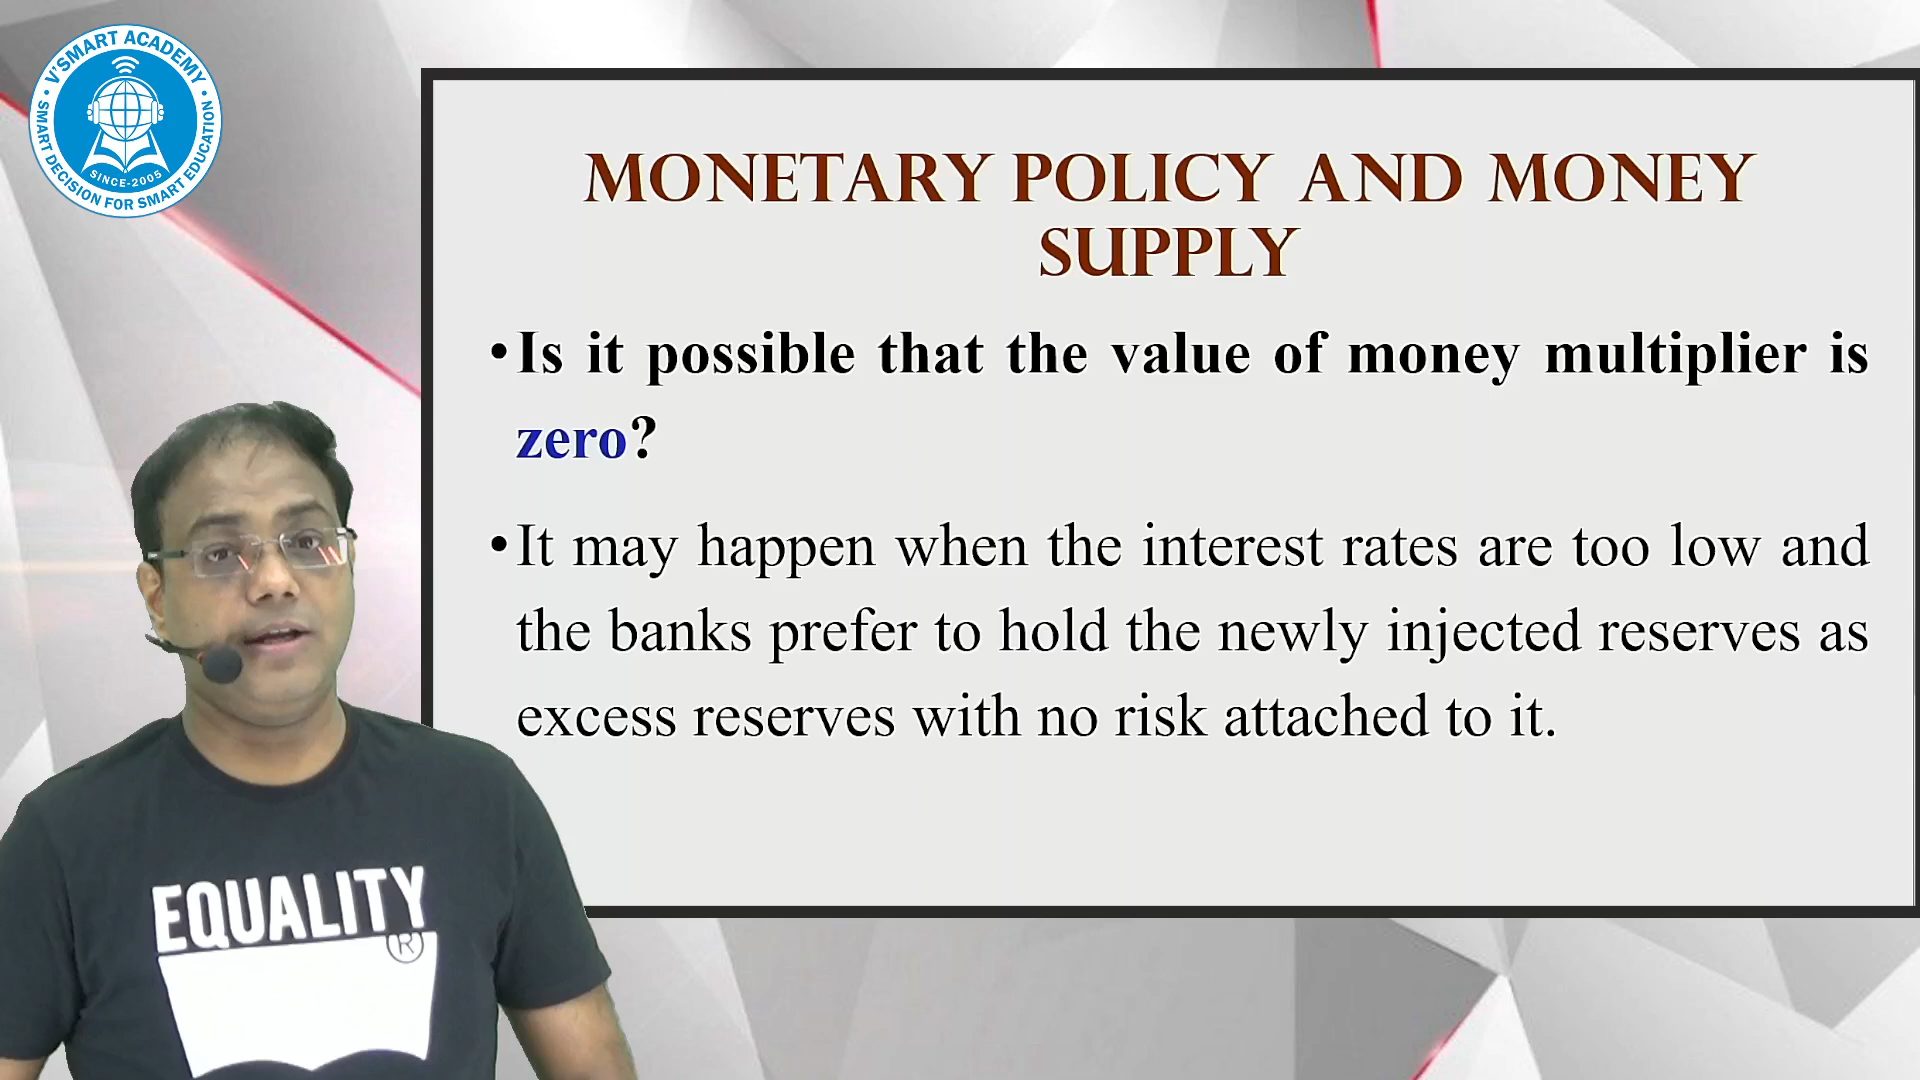 V'SMART ACADEMY
SMART DECISION FOR SMART EDUCATION
SINCE-2005
MONETARY POLICY AND MONEY
SUPPLY
•Is it possible that the value of money multiplier is
zero?
•It may happen when the interest rates are too low and
the banks prefer to hold the newly injected reserves as
excess reserves with no risk attached to it.
EQUALITY
®